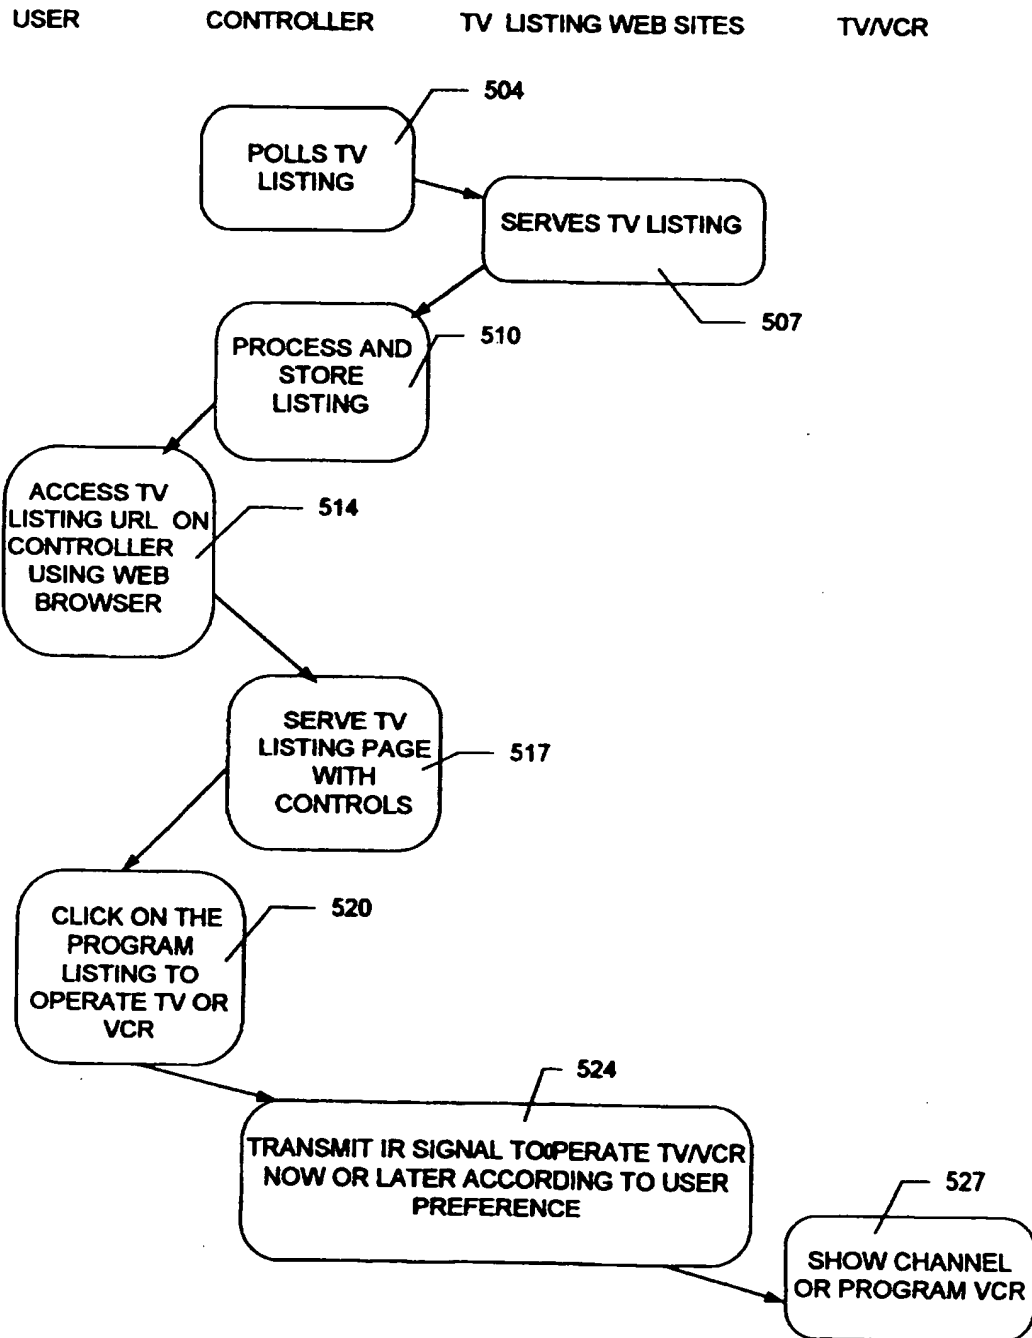 USER CONTROLLER TV LISTING WEB SITES TV/VCR
504
POLLS TV
LISTING
SERVES TV LISTING
507
510
PROCESS AND
STORE
LISTING
ACCESS TV
LISTING URL ON
CONTROLLER
USING WEB
BROWSER
514
SERVE TV
LISTING PAGE
WITH
CONTROLS
517
CLICK ON THE
PROGRAM
LISTING TO
OPERATE TV OR
VCR
520
524
TRANSMIT IR SIGNAL TO OPERATE TV/VCR
NOW OR LATER ACCORDING TO USER
PREFERENCE
527
SHOW CHANNEL
OR PROGRAM VCR